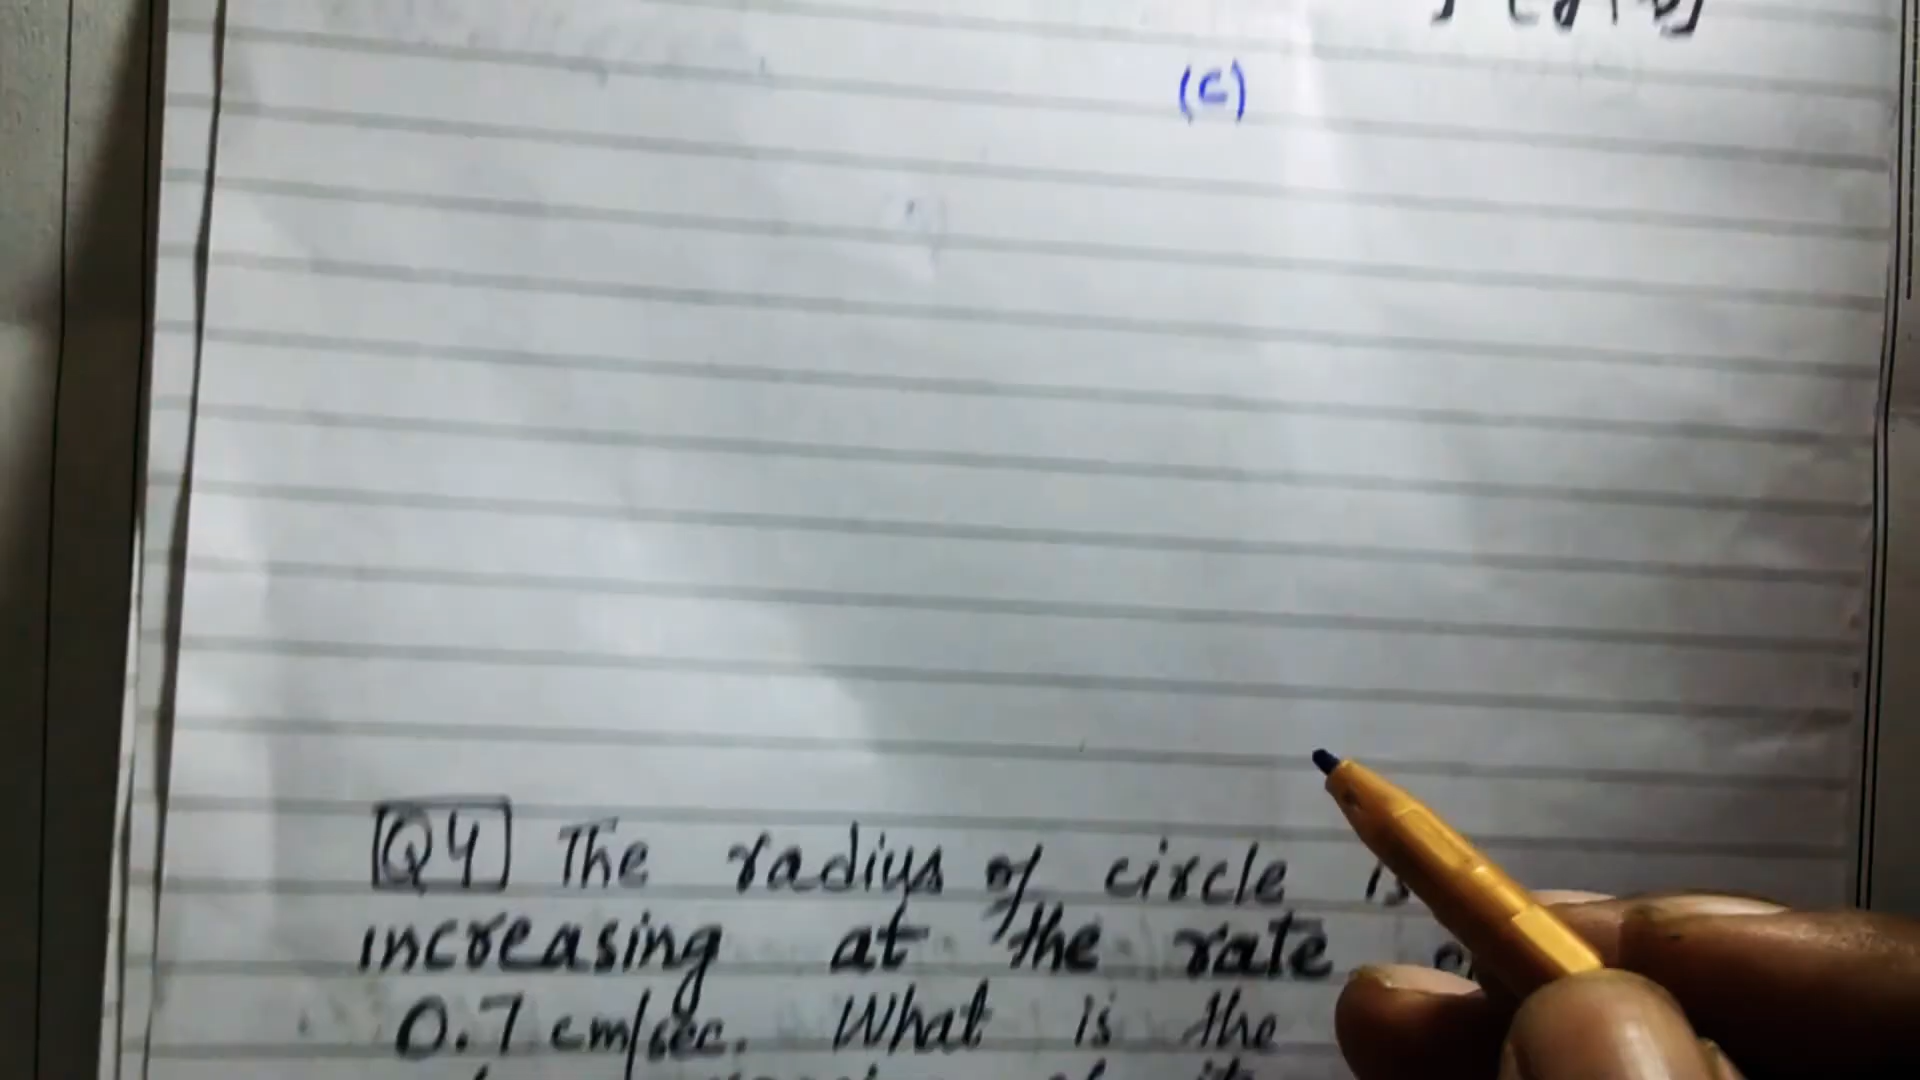 (c)
Q4 The radius of circle is
increasing at the rate
0.7 cm/sec. What is the